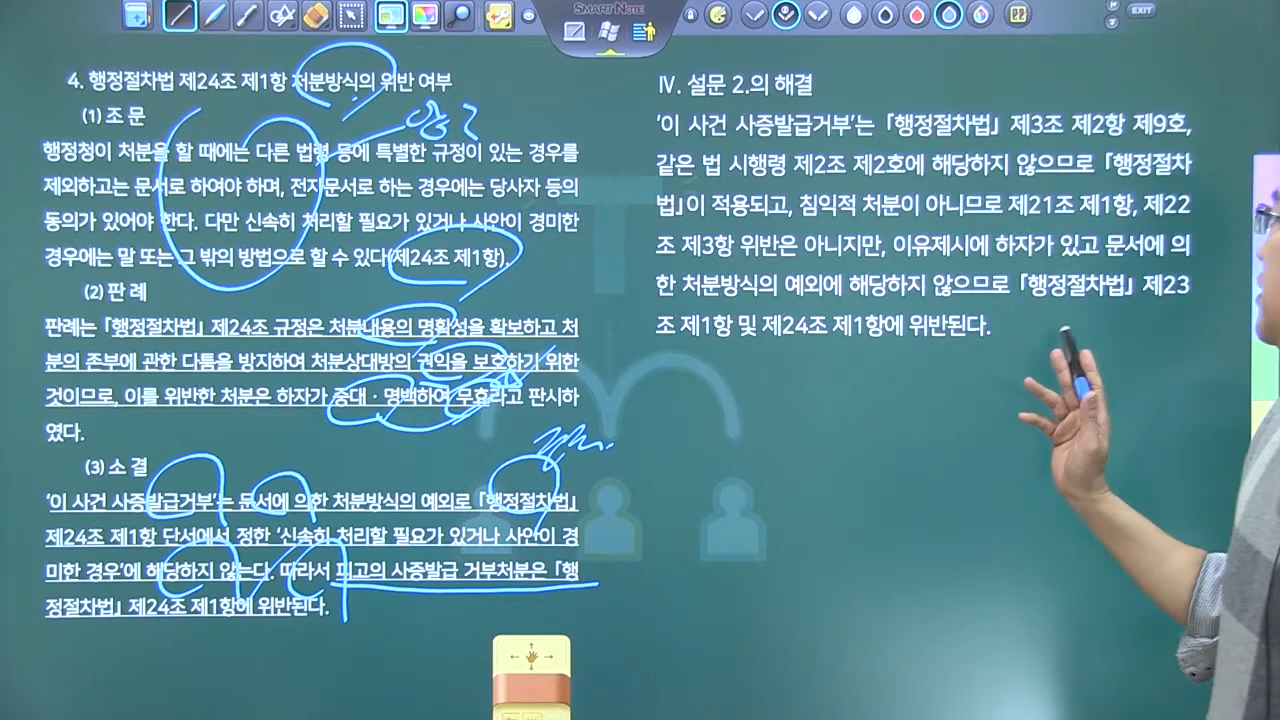 SMART NOTE
EXIT
4. 행정절차법 제24조 제1항 처분방식의 위반 여부
(1) 조 문
행정청이 처분을 할 때에는 다른 법령 등에 특별한 규정이 있는 경우를
제외하고는 문서로 하여야 하며, 전자문서로 하는 경우에는 당사자 등의
동의가 있어야 한다. 다만 신속히 처리할 필요가 있거나 사안이 경미한
경우에는 말 또는 그 밖의 방법으로 할 수 있다(제24조 제1항).
(2) 판 례
판례는 「행정절차법」 제24조 규정은 처분내용의 명확성을 확보하고 처
분의 존부에 관한 다툼을 방지하여 처분상대방의 권익을 보호하기 위한
것이므로, 이를 위반한 처분은 하자가 중대·명백하여 무효라고 판시하
였다.
(3) 소 결
'이 사건 사증발급거부'는 문서에 의한 처분방식의 예외로 「행정절차법」
제24조 제1항 단서에서 정한 '신속히 처리할 필요가 있거나 사안이 경
미한 경우'에 해당하지 않는다. 따라서 피고의 사증발급 거부처분은 「행
정절차법」 제24조 제1항에 위반된다.
Ⅳ. 설문 2.의 해결
'이 사건 사증발급거부'는 「행정절차법」 제3조 제2항 제9호,
같은 법 시행령 제2조 제2호에 해당하지 않으므로 「행정절차
법」이 적용되고, 침익적 처분이 아니므로 제21조 제1항, 제22
조 제3항 위반은 아니지만, 이유제시에 하자가 있고 문서에 의
한 처분방식의 예외에 해당하지 않으므로 「행정절차법」 제23
조 제1항 및 제24조 제1항에 위반된다.